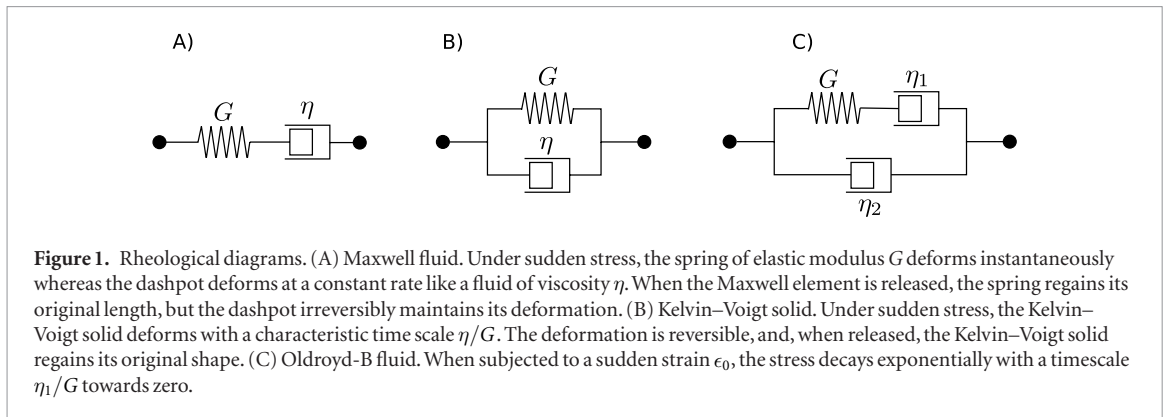 A)
B)
C)
G
η
G
η
G
η₁
η₂
Figure 1. Rheological diagrams. (A) Maxwell fluid. Under sudden stress, the spring of elastic modulus G deforms instantaneously
whereas the dashpot deforms at a constant rate like a fluid of viscosity η. When the Maxwell element is released, the spring regains its
original length, but the dashpot irreversibly maintains its deformation. (B) Kelvin–Voigt solid. Under sudden stress, the Kelvin–
Voigt solid deforms with a characteristic time scale η/G. The deformation is reversible, and, when released, the Kelvin–Voigt solid
regains its original shape. (C) Oldroyd-B fluid. When subjected to a sudden strain ϵ₀, the stress decays exponentially with a timescale
η₁/G towards zero.